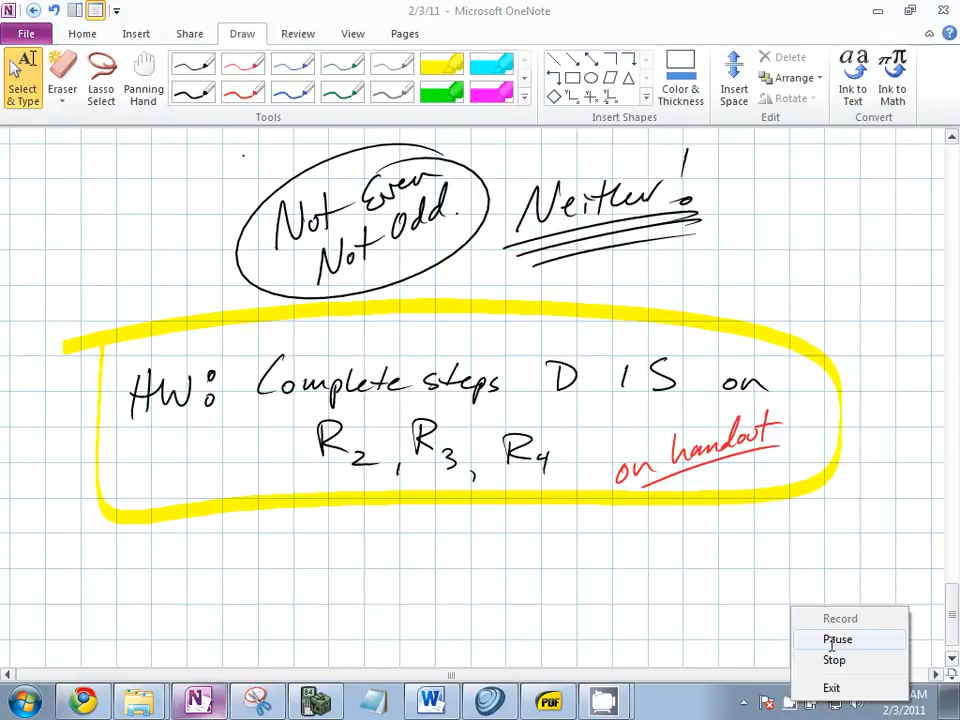 2/3/11 - Microsoft OneNote
File Home Insert Share Draw Review View Pages
Select & Type
Eraser
Lasso Select
Panning Hand
Color & Thickness
Insert Space
Delete
Arrange
Rotate
Ink to Text
Ink to Math
Tools Insert Shapes Edit Convert
Not Even
Not Odd.
Neither!
HW: Complete steps D I S on
R2, R3, R4
on handout
Record
Pause
Stop
Exit
AM
2/3/2011
PDF